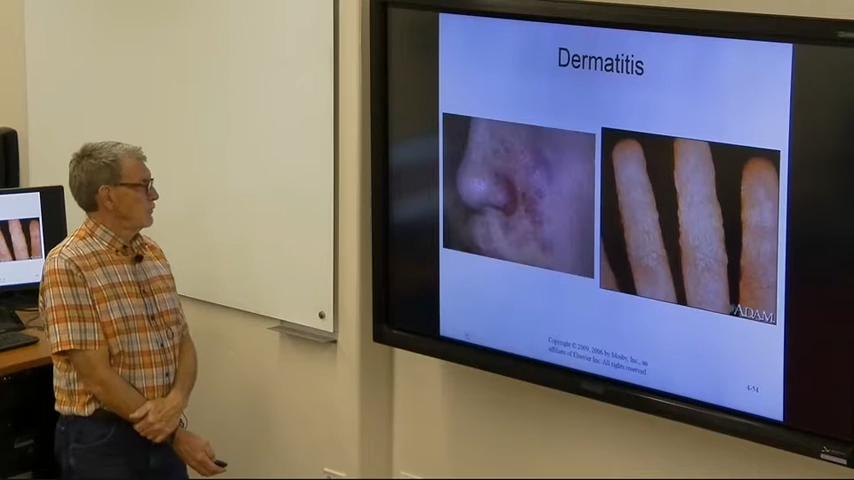 Dermatitis
ADAM.
Copyright © 2009, 2006 by Mosby, Inc., an
affiliate of Elsevier Inc. All rights reserved
4-54